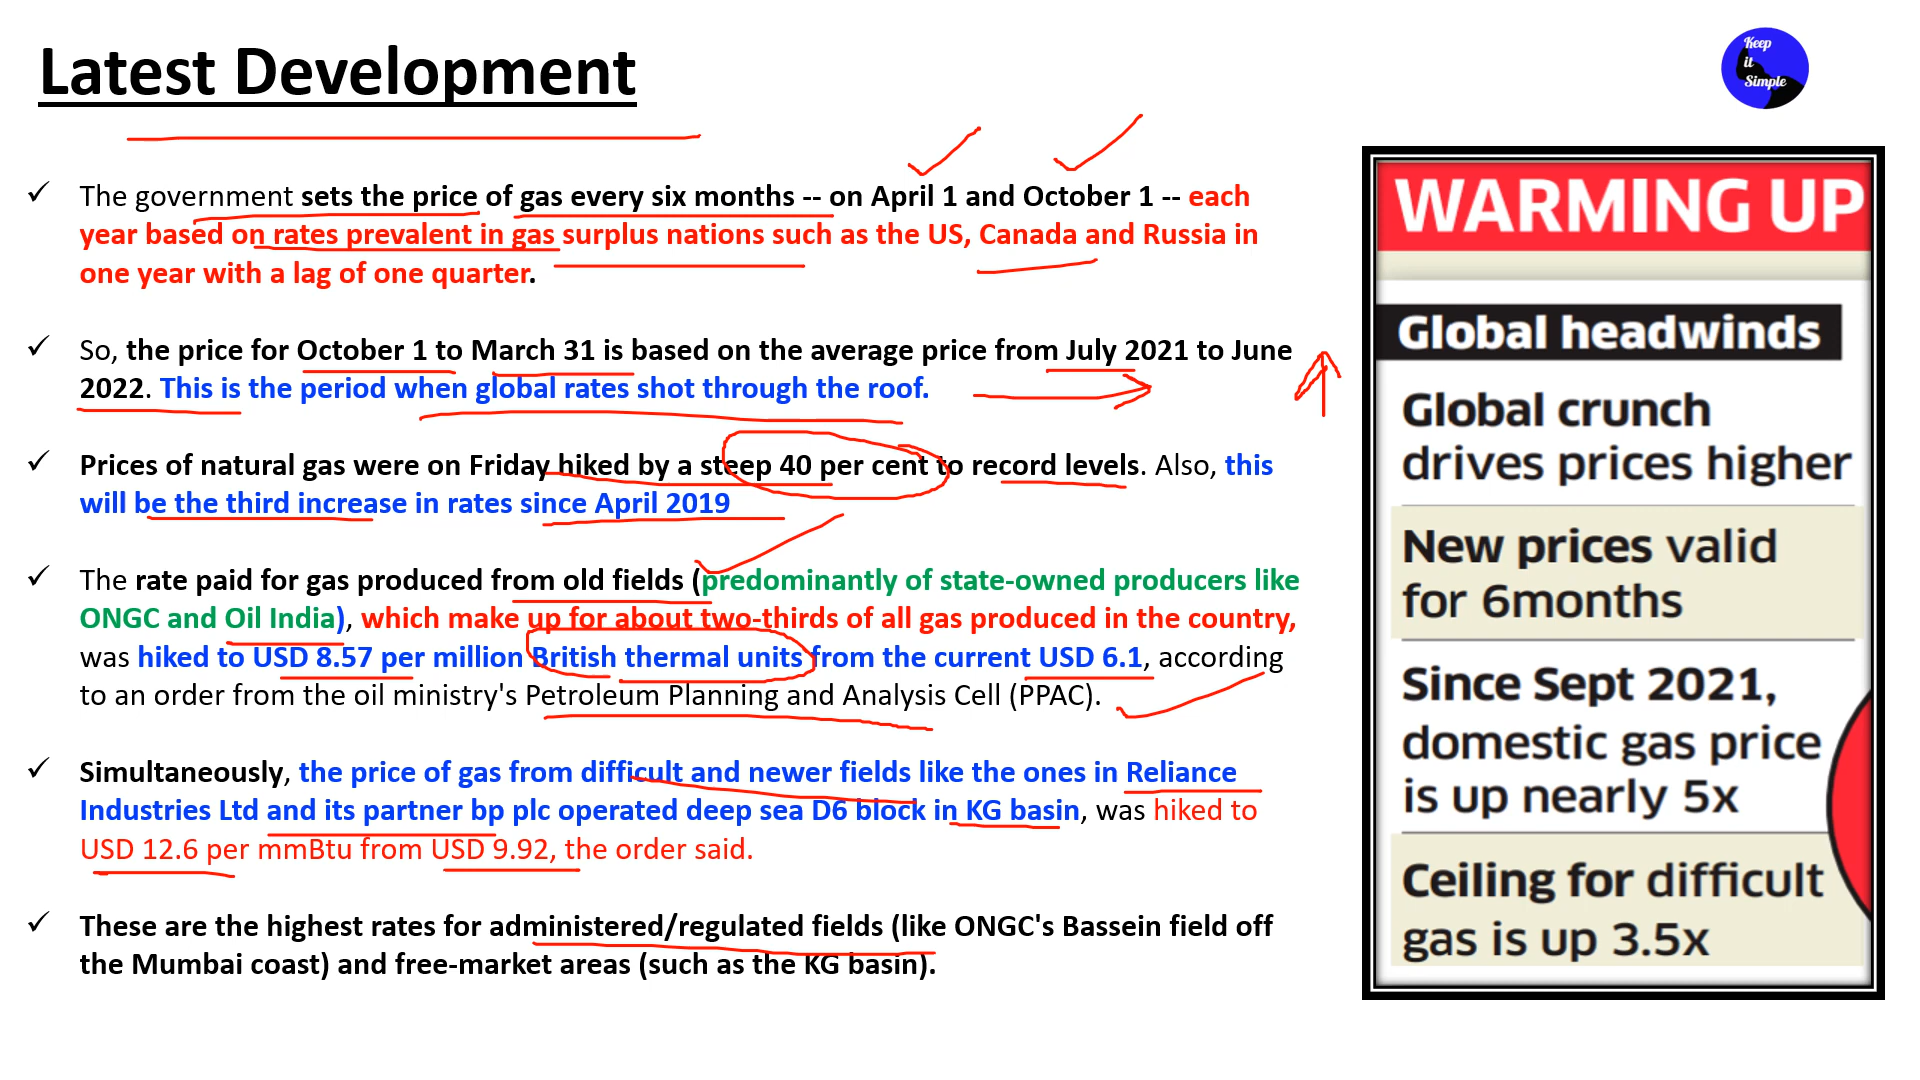 Latest Development
Keep
it
Simple
✓ The government sets the price of gas every six months -- on April 1 and October 1 -- each
year based on rates prevalent in gas surplus nations such as the US, Canada and Russia in
one year with a lag of one quarter.
✓ So, the price for October 1 to March 31 is based on the average price from July 2021 to June
2022. This is the period when global rates shot through the roof.
✓ Prices of natural gas were on Friday hiked by a steep 40 per cent to record levels. Also, this
will be the third increase in rates since April 2019
✓ The rate paid for gas produced from old fields (predominantly of state-owned producers like
ONGC and Oil India), which make up for about two-thirds of all gas produced in the country,
was hiked to USD 8.57 per million British thermal units from the current USD 6.1, according
to an order from the oil ministry's Petroleum Planning and Analysis Cell (PPAC).
✓ Simultaneously, the price of gas from difficult and newer fields like the ones in Reliance
Industries Ltd and its partner bp plc operated deep sea D6 block in KG basin, was hiked to
USD 12.6 per mmBtu from USD 9.92, the order said.
✓ These are the highest rates for administered/regulated fields (like ONGC's Bassein field off
the Mumbai coast) and free-market areas (such as the KG basin).
WARMING UP
Global headwinds
Global crunch
drives prices higher
New prices valid
for 6months
Since Sept 2021,
domestic gas price
is up nearly 5x
Ceiling for difficult
gas is up 3.5x